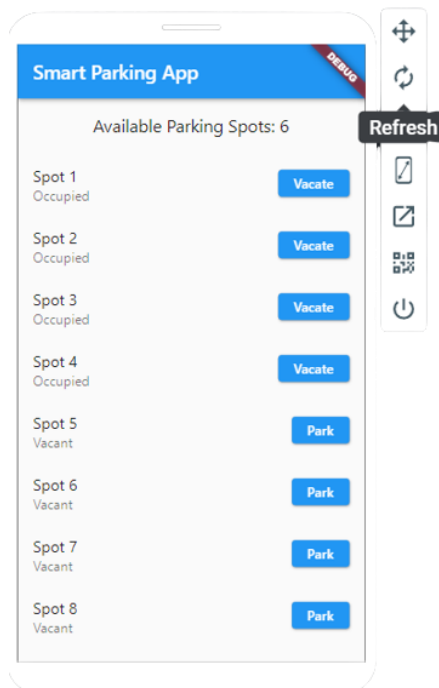 Smart Parking App
DEBUG
Available Parking Spots: 6
Refresh
Spot 1
Occupied
Vacate
Spot 2
Occupied
Vacate
Spot 3
Occupied
Vacate
Spot 4
Occupied
Vacate
Spot 5
Vacant
Park
Spot 6
Vacant
Park
Spot 7
Vacant
Park
Spot 8
Vacant
Park